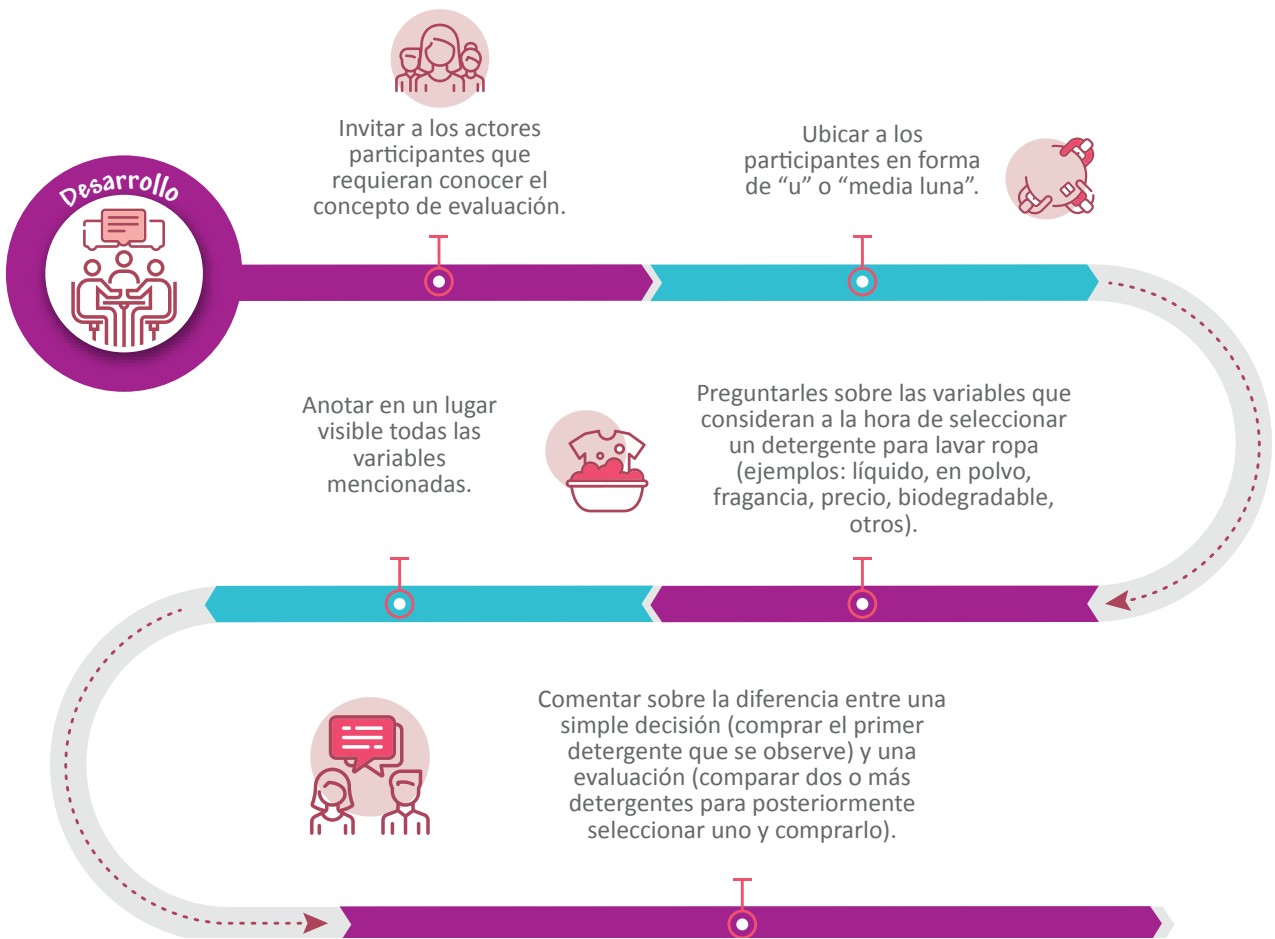 Desarrollo
Invitar a los actores
participantes que
requieran conocer el
concepto de evaluación.
Ubicar a los
participantes en forma
de “u” o “media luna”.
Preguntarles sobre las variables que
consideran a la hora de seleccionar
un detergente para lavar ropa
(ejemplos: líquido, en polvo,
fragancia, precio, biodegradable,
otros).
Anotar en un lugar
visible todas las
variables
mencionadas.
Comentar sobre la diferencia entre una
simple decisión (comprar el primer
detergente que se observe) y una
evaluación (comparar dos o más
detergentes para posteriormente
seleccionar uno y comprarlo).